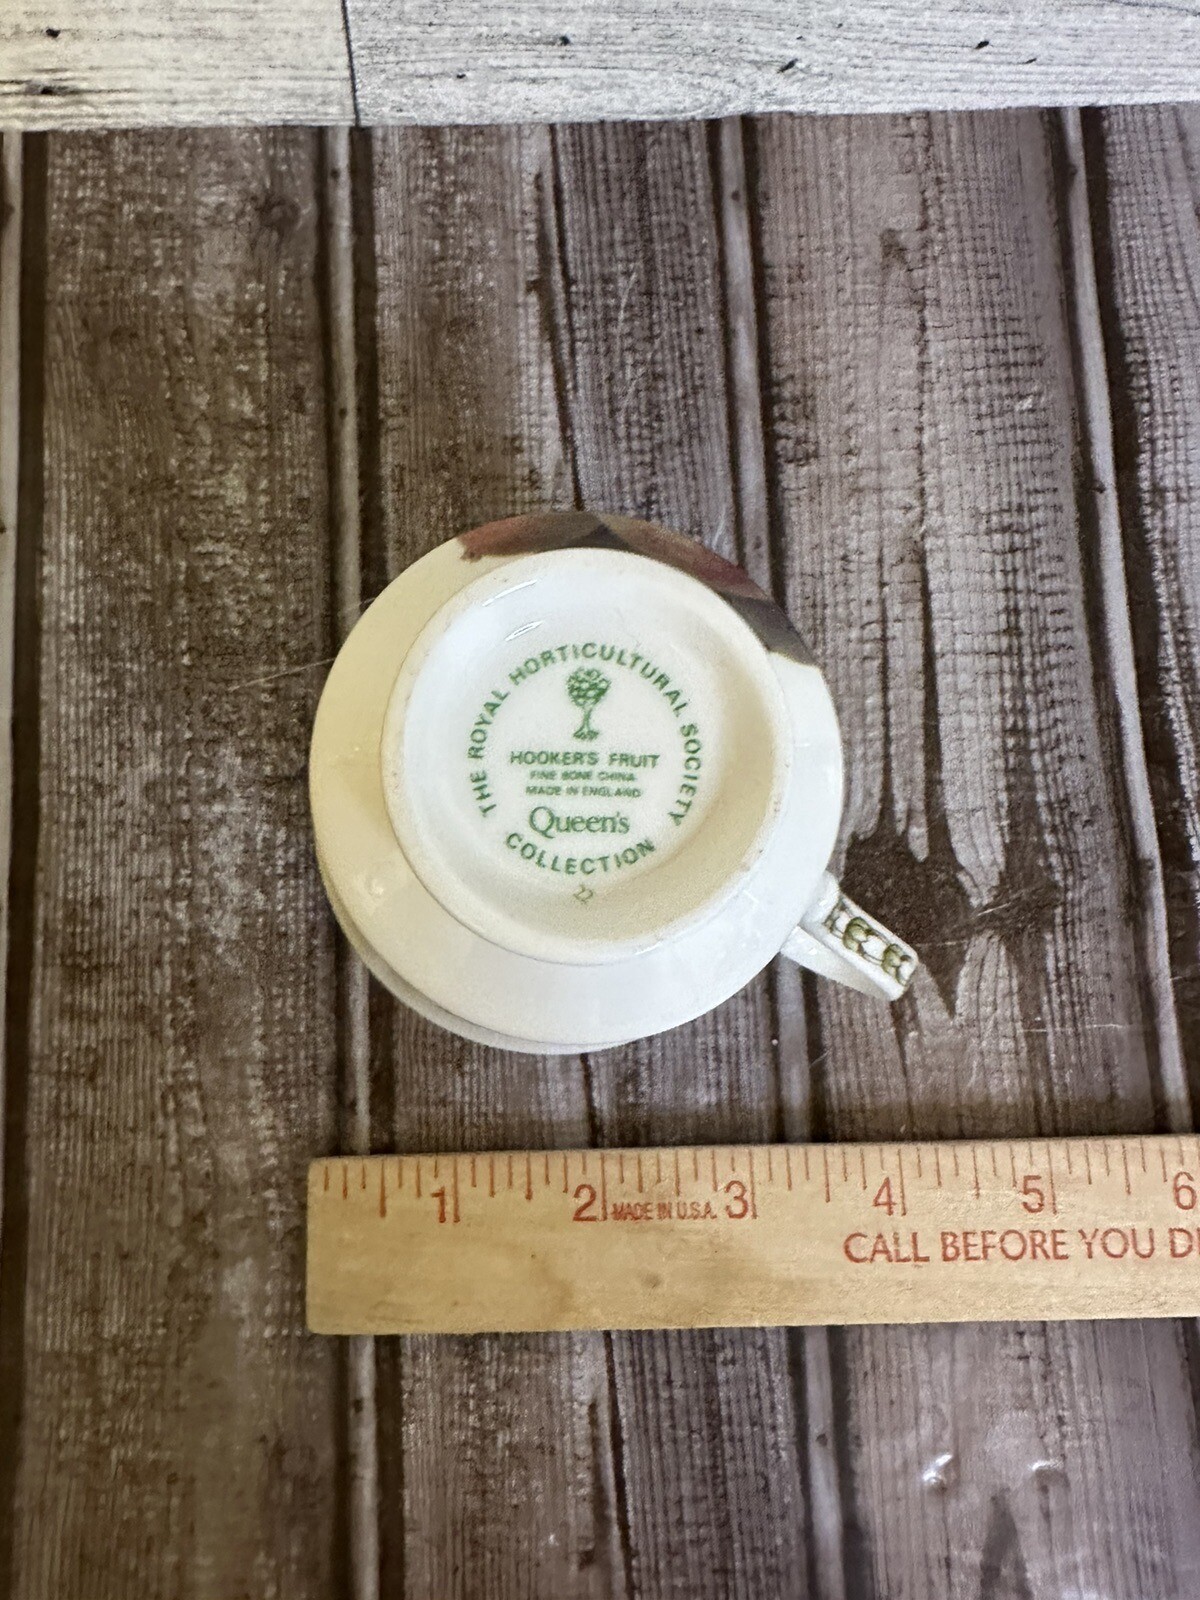 THE ROYAL HORTICULTURAL SOCIETY
HOOKER'S FRUIT
FINE BONE CHINA
MADE IN ENGLAND
Queen's
COLLECTION
22
1 2 MADE IN U.S.A. 3 4 5 6
CALL BEFORE YOU